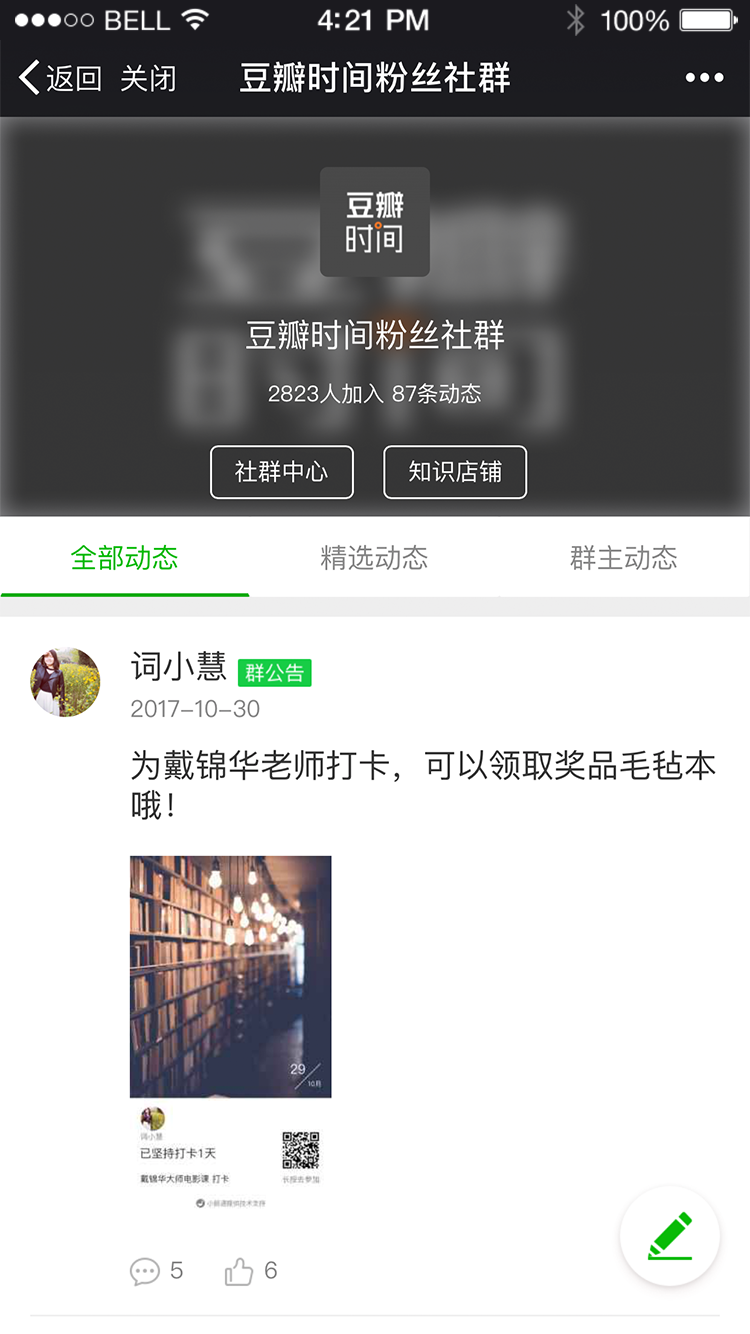 BELL 4:21 PM 100%
返回 关闭 豆瓣时间粉丝社群
豆瓣
时间
豆瓣时间粉丝社群
2823人加入 87条动态
社群中心 知识店铺
全部动态 精选动态 群主动态
词小慧 群公告
2017-10-30
为戴锦华老师打卡，可以领取奖品毛毡本
哦！
29
10月
词小慧
已坚持打卡1天
戴锦华大师电影课 打卡
长按去参加
小鹅通提供技术支持
5 6